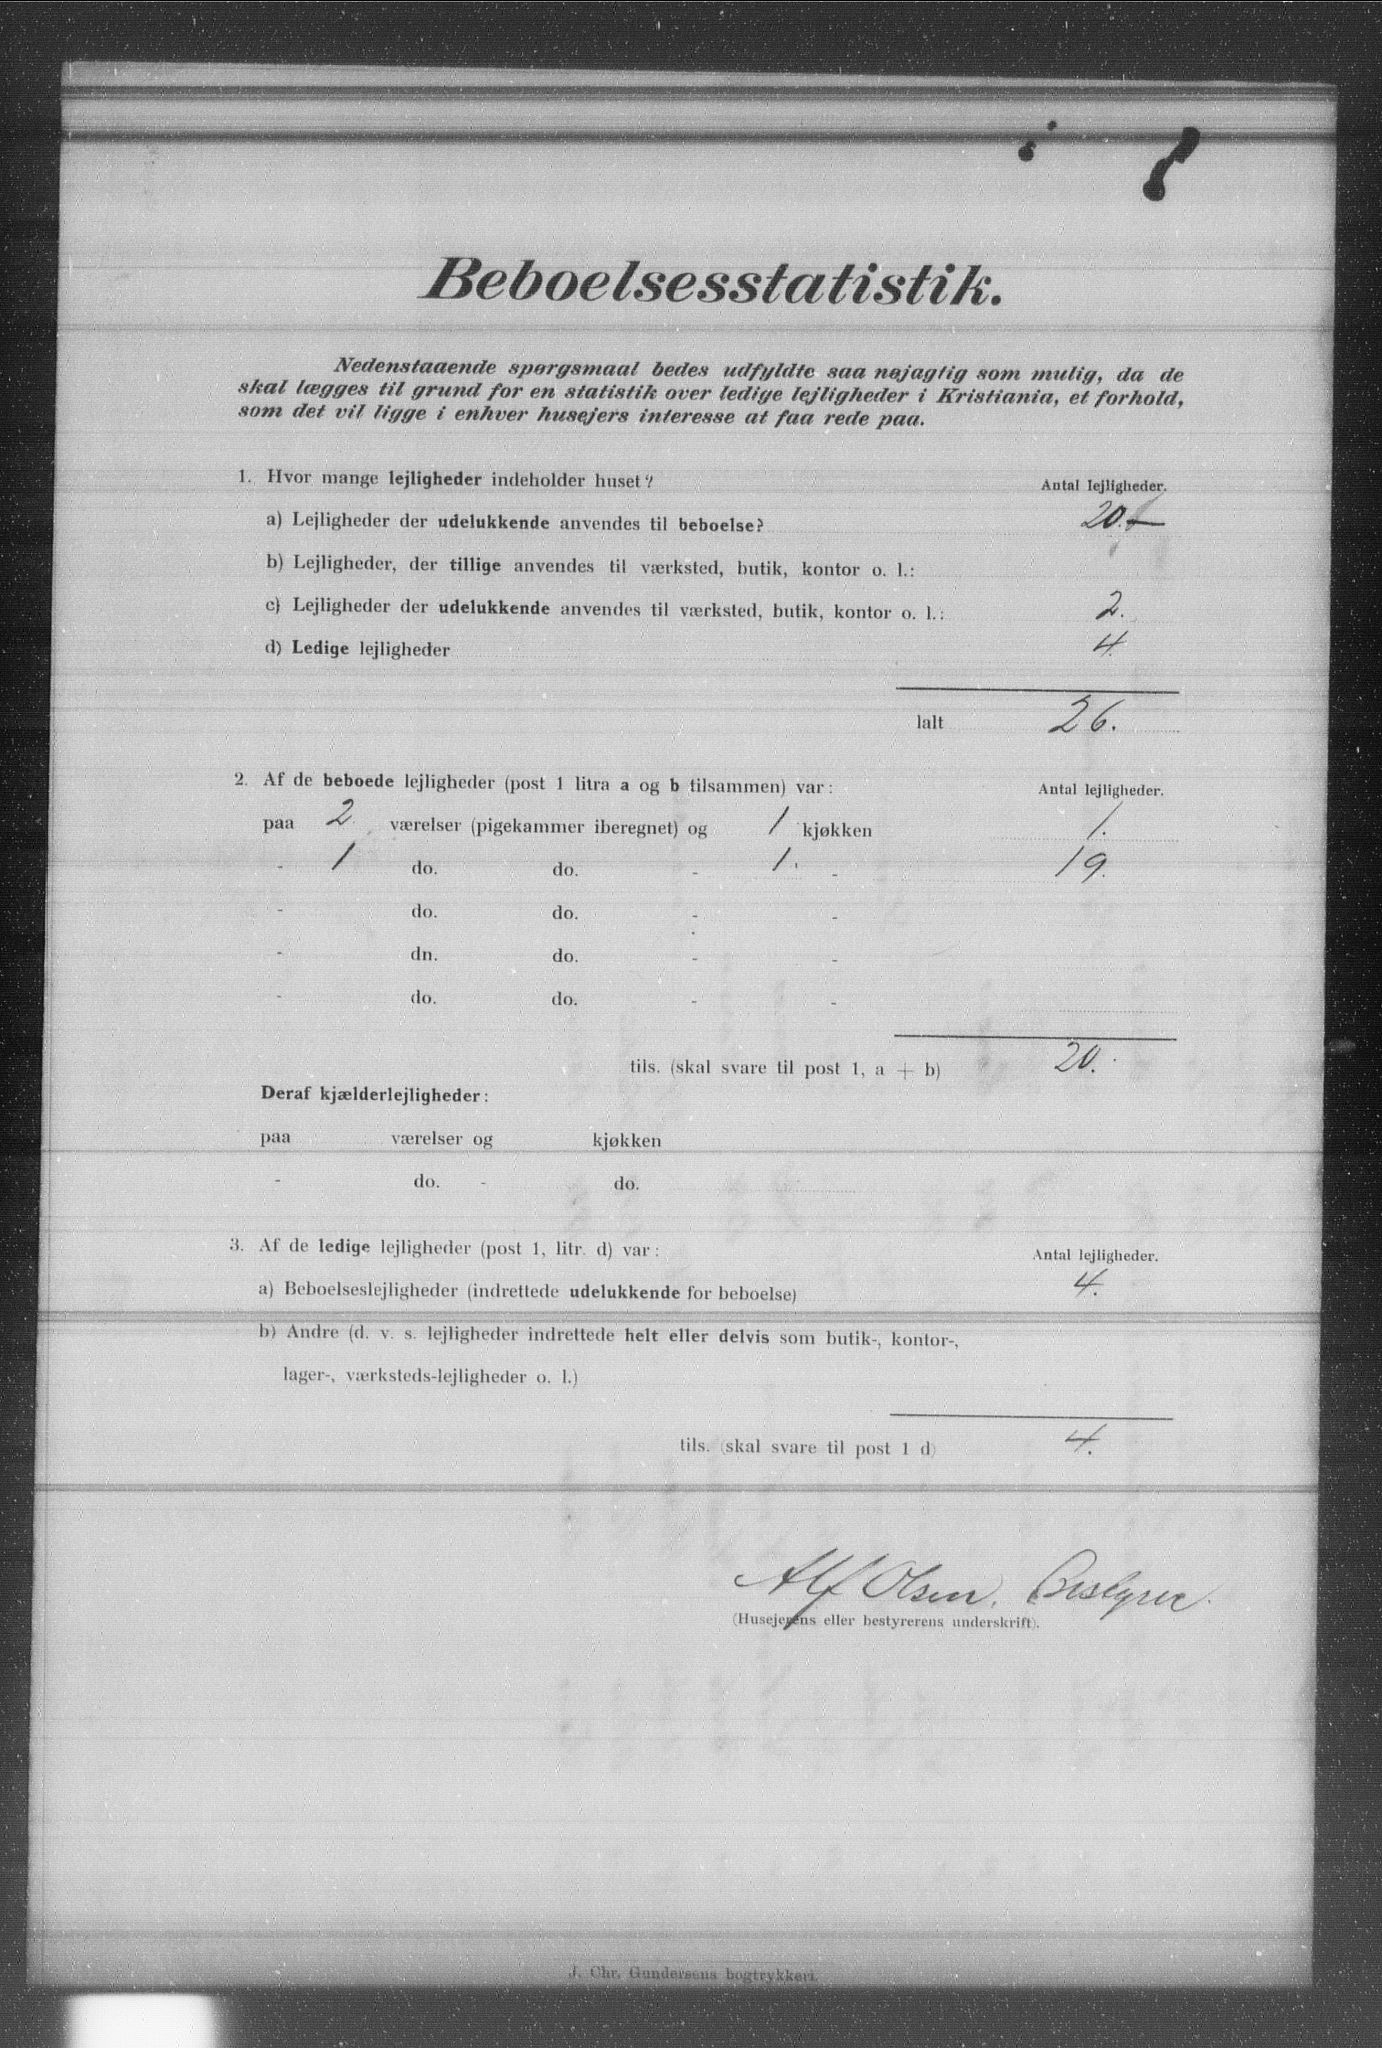 Beboelsesstatistik.
Nedenstaaende spørgsmaal bedes udfyldte saa nøjagtig som mulig, da de
skal lægges til grund for en statistik over ledige lejligheder i Kristiania, et forhold,
som det vil ligge i enhver husejers interesse at faa rede paa.
1. Hvor mange lejligheder indeholder huset?
Antal lejligheder.
a) Lejligheder der udelukkende anvendes til beboelse? 20.
b) Lejligheder, der tillige anvendes til værksted, butik, kontor o. l.:
c) Lejligheder der udelukkende anvendes til værksted, butik, kontor o. l.: 2.
d) Ledige lejligheder 4.
Ialt 26.
2. Af de beboede lejligheder (post 1 litra a og b tilsammen) var: Antal lejligheder.
paa 2 værelser (pigekammer iberegnet) og 1 kjøkken 1.
- 1 do. do. - 1. - 19.
- do. do. - -
- dn. do. - -
- do. do. - -
tils. (skal svare til post 1, a + b) 20.
Deraf kjælderlejligheder:
paa værelser og kjøkken
- do. - do.
3. Af de ledige lejligheder (post 1, litr. d) var: Antal lejligheder.
a) Beboelseslejligheder (indrettede udelukkende for beboelse) 4.
b) Andre (d. v. s. lejligheder indrettede helt eller delvis som butik-, kontor-,
lager-, værksteds-lejligheder o. l.)
tils. (skal svare til post 1 d) 4.
Alf Olsen. Bestyrer.
(Husejerens eller bestyrerens underskrift).
J. Chr. Gundersens bogtrykkeri.